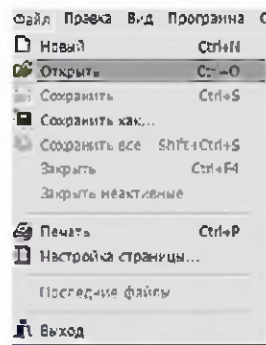 Файл Правка Вид Программа С
Новый Ctrl+N
Открыть Ctrl+O
Сохранить Ctrl+S
Сохранить как...
Сохранить все Shift+Ctrl+S
Закрыть Ctrl+F4
Закрыть неактивные
Печать Ctrl+P
Настройка страницы...
Последние файлы
Выход